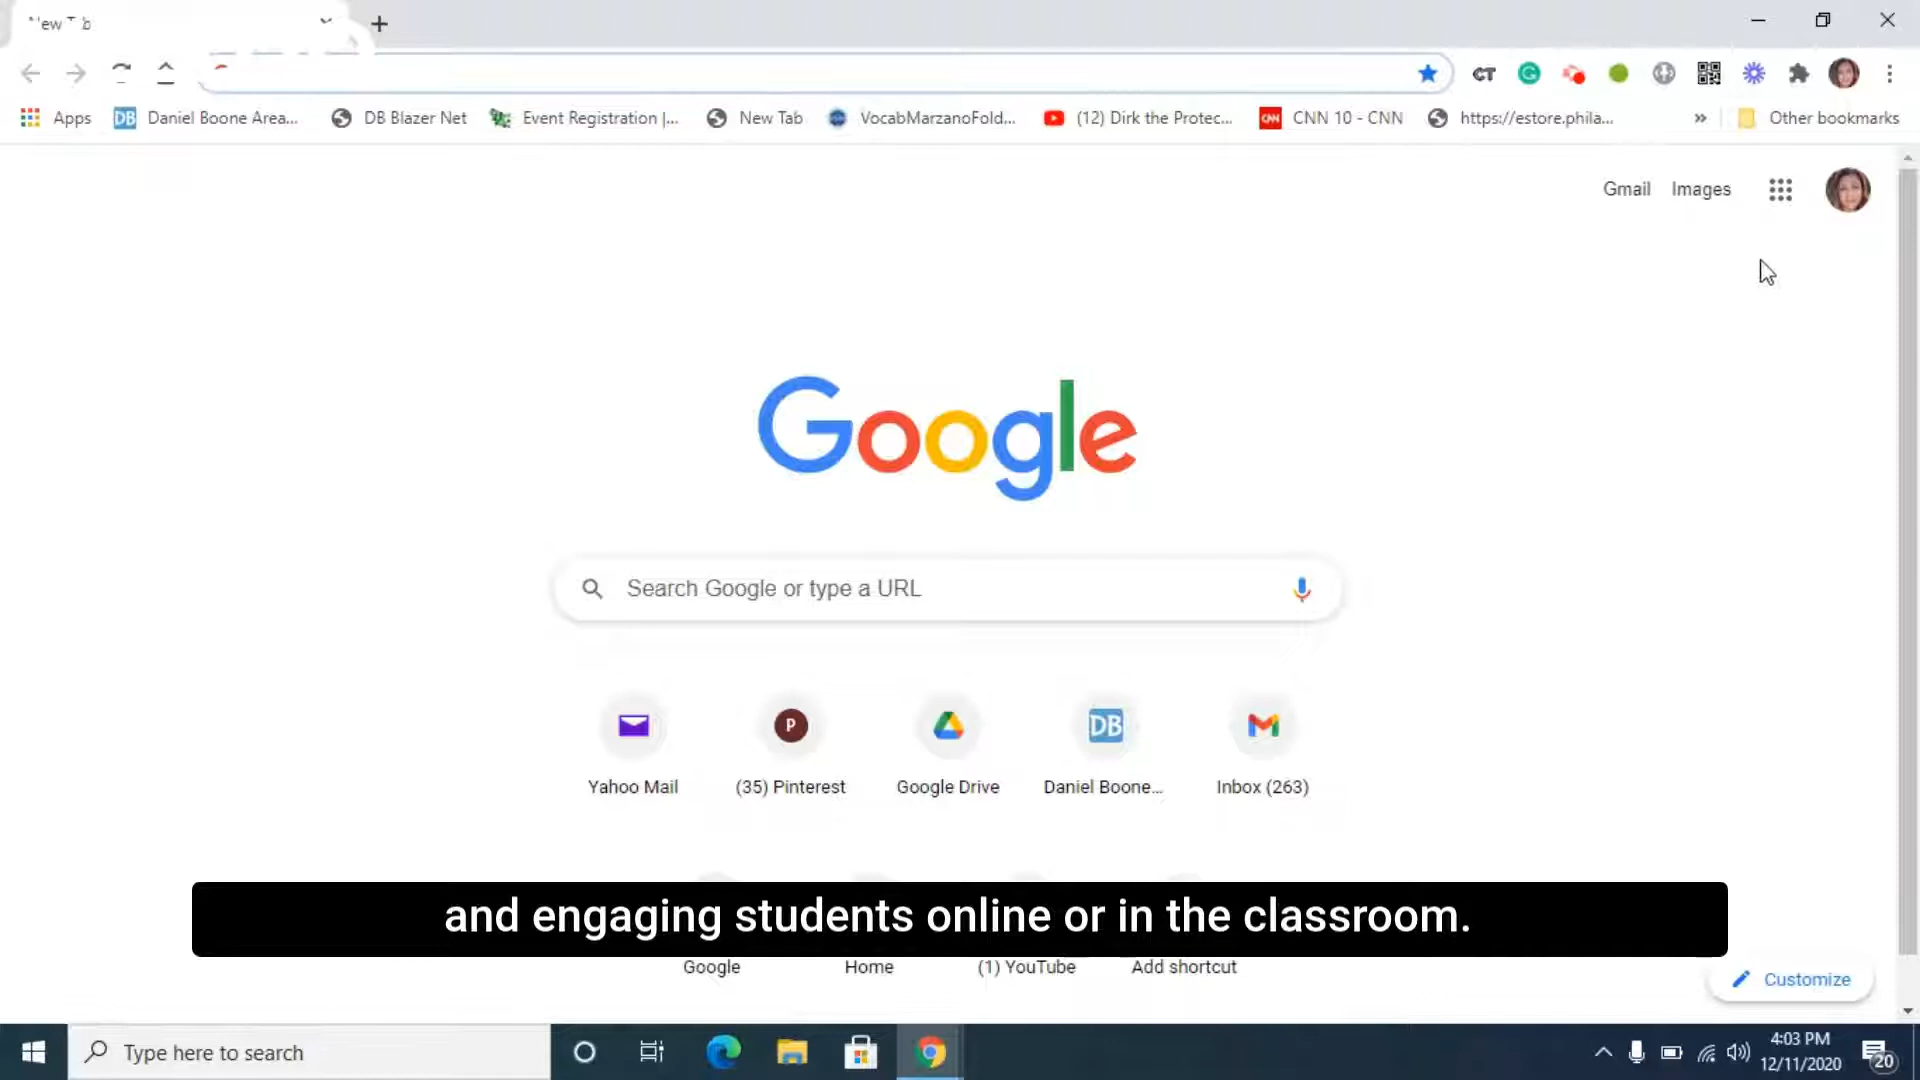 New Tab
Apps
Daniel Boone Area...
DB Blazer Net
Event Registration |...
New Tab
VocabMarzanoFold...
(12) Dirk the Protec...
CNN 10 - CNN
https://estore.phila...
Other bookmarks
Gmail
Images
Google
Search Google or type a URL
Yahoo Mail
(35) Pinterest
Google Drive
Daniel Boone...
Inbox (263)
and engaging students online or in the classroom.
Google
Home
(1) YouTube
Add shortcut
Customize
Type here to search
4:03 PM
12/11/2020
20